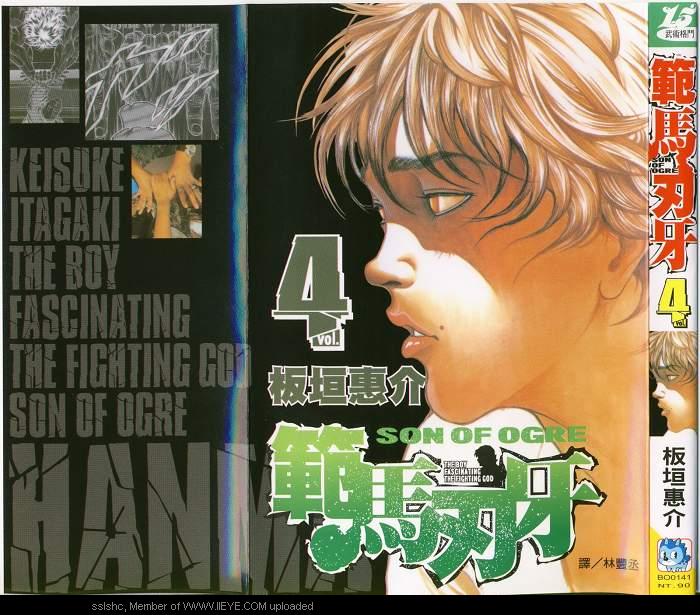 KEISUKE
ITAGAKI
THE BOY
FASCINATING
THE FIGHTING GOD
SON OF OGRE
HANMA
4
vol.
板垣惠介
SON OF OGRE
THE BOY
FASCINATING
THE FIGHTING GOD
範馬刃牙
譯／林豐丞
15
武術格鬥
範馬刃牙
SON
OF
OGRE
4
vol.
板垣惠介
BO0141
NT.90
sslshc, Member of WWW.IIEYE.COM uploaded